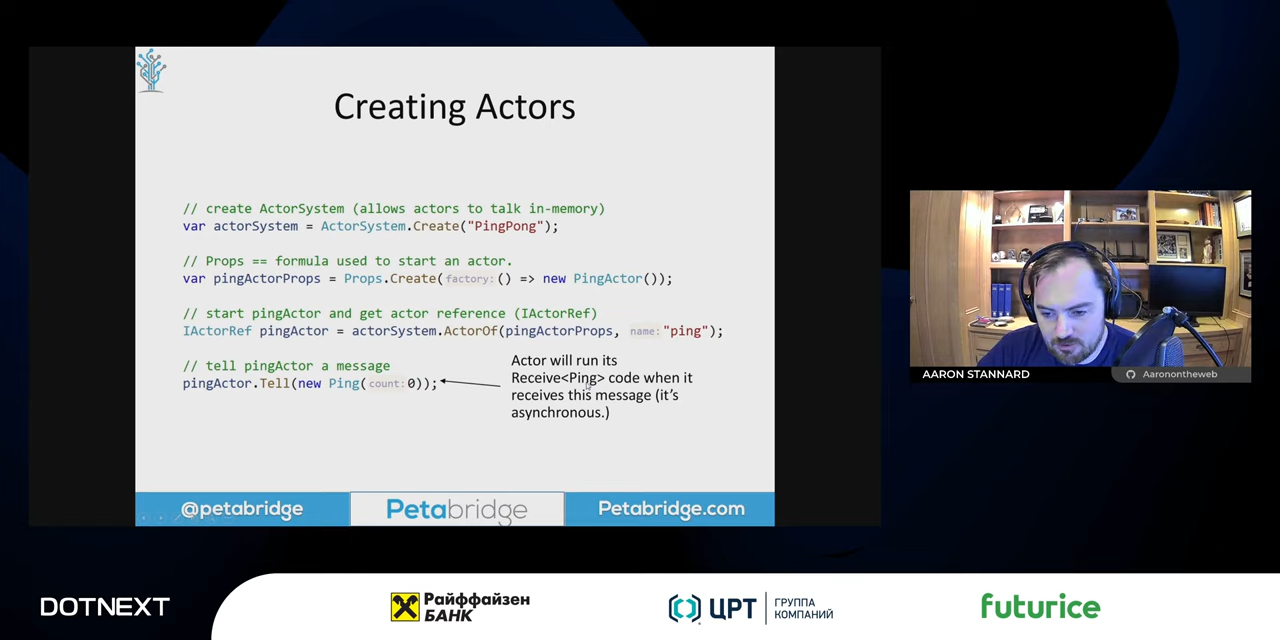 Creating Actors
// create ActorSystem (allows actors to talk in-memory)
var actorSystem = ActorSystem.Create("PingPong");
// Props == formula used to start an actor.
var pingActorProps = Props.Create(factory:() => new PingActor());
// start pingActor and get actor reference (IActorRef)
IActorRef pingActor = actorSystem.ActorOf(pingActorProps, name:"ping");
// tell pingActor a message
pingActor.Tell(new Ping(count:0));
Actor will run its
Receive<Ping> code when it
receives this message (it’s
asynchronous.)
@petabridge
Petabridge
Petabridge.com
AARON STANNARD
Aaronontheweb
DOTNEXT
Райффайзен
БАНК
ЦРТ
ГРУППА
КОМПАНИЙ
futurice